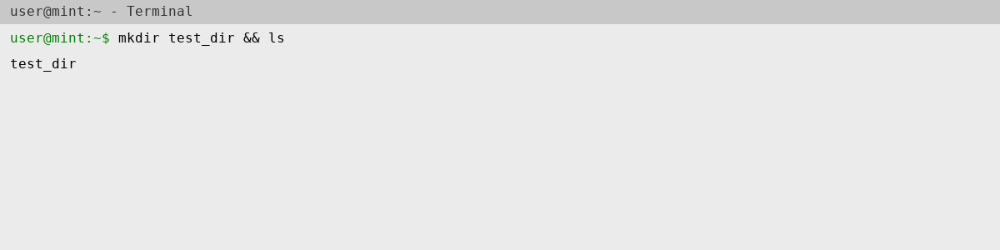 user@mint:~ - Terminal
user@mint:~$ mkdir test_dir && ls
test_dir